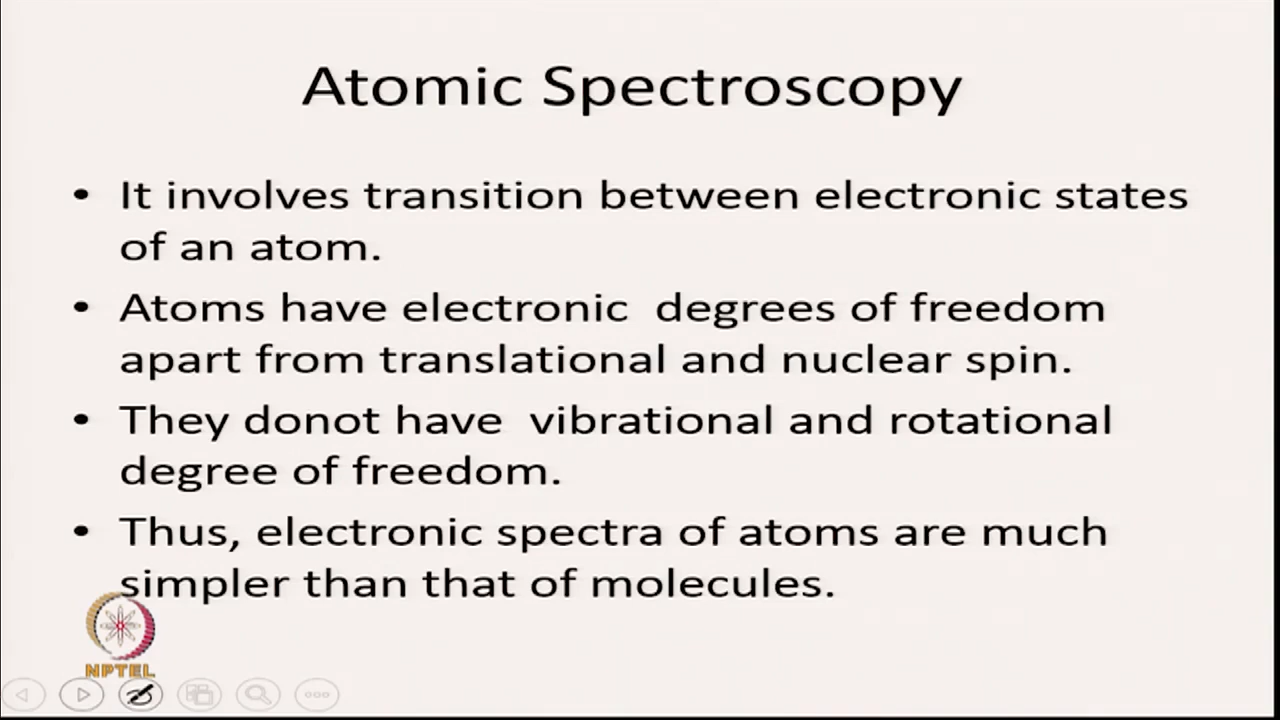 Atomic Spectroscopy
• It involves transition between electronic states
of an atom.
• Atoms have electronic degrees of freedom
apart from translational and nuclear spin.
• They donot have vibrational and rotational
degree of freedom.
• Thus, electronic spectra of atoms are much
simpler than that of molecules.
NPTEL